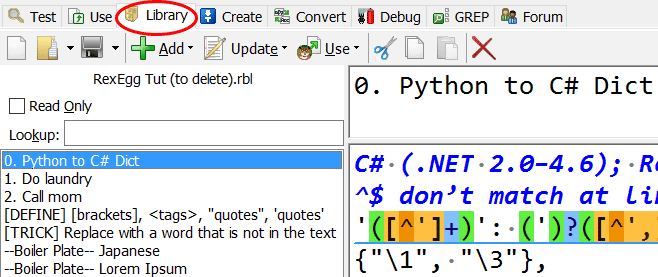 Test Use Library Create Convert Debug GREP Forum
Add Update Use
RexEgg Tut (to delete).rbl
Read Only
Lookup:
0. Python to C# Dict
1. Do laundry
2. Call mom
[DEFINE] [brackets], <tags>, "quotes", 'quotes'
[TRICK] Replace with a word that is not in the text
--Boiler Plate-- Japanese
--Boiler Plate-- Lorem Ipsum
0. Python to C# Dict
C#·(.NET·2.0–4.6);·Re
^$·don’t·match·at·lin
'([^']+)':·(')?([^',
{"\1",·"\3"},